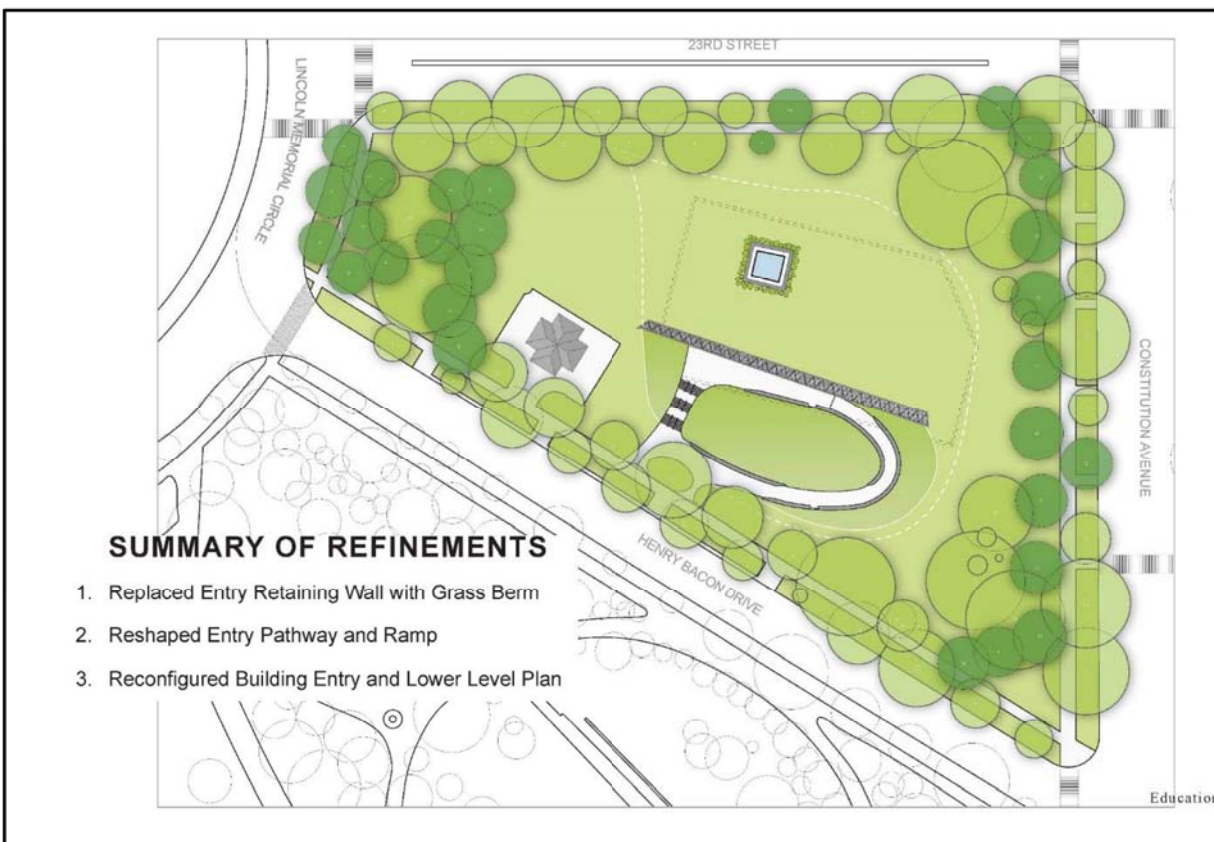 23RD STREET
LINCOLN MEMORIAL CIRCLE
CONSTITUTION AVENUE
HENRY BACON DRIVE
SUMMARY OF REFINEMENTS
1. Replaced Entry Retaining Wall with Grass Berm
2. Reshaped Entry Pathway and Ramp
3. Reconfigured Building Entry and Lower Level Plan
Education